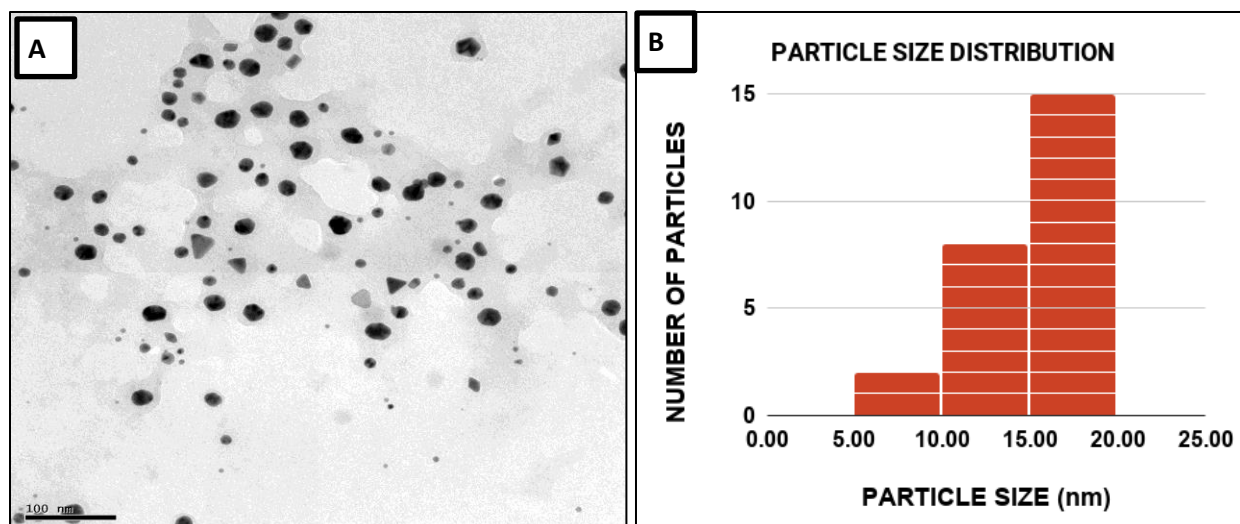 A
100 nm
B
PARTICLE SIZE DISTRIBUTION
NUMBER OF PARTICLES
15
10
5
0
0.00 5.00 10.00 15.00 20.00 25.00
PARTICLE SIZE (nm)